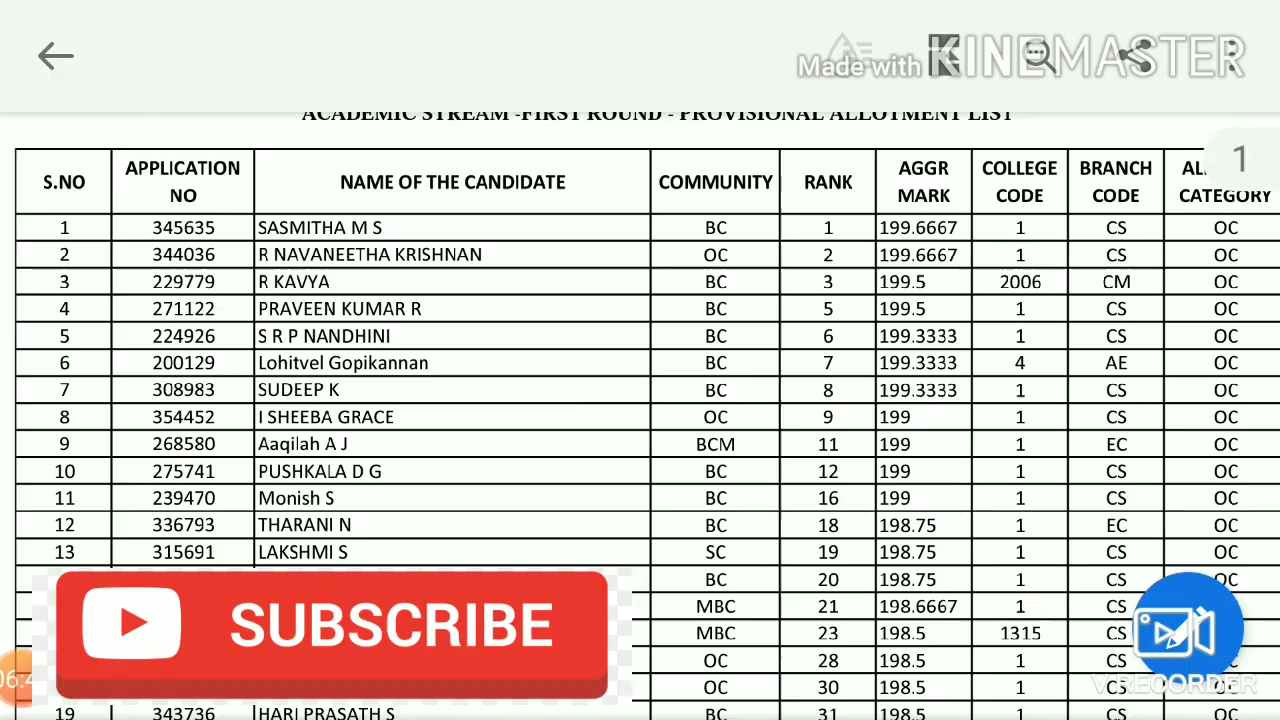 Made with KINEMASTER
ACADEMIC STREAM -FIRST ROUND - PROVISIONAL ALLOTMENT LIST
1
S.NO APPLICATION NO NAME OF THE CANDIDATE COMMUNITY RANK AGGR MARK COLLEGE CODE BRANCH CODE CATEGORY
1 345635 SASMITHA M S BC 1 199.6667 1 CS OC
2 344036 R NAVANEETHA KRISHNAN OC 2 199.6667 1 CS OC
3 229779 R KAVYA BC 3 199.5 2006 CM OC
4 271122 PRAVEEN KUMAR R BC 5 199.5 1 CS OC
5 224926 S R P NANDHINI BC 6 199.3333 1 CS OC
6 200129 Lohitvel Gopikannan BC 7 199.3333 4 AE OC
7 308983 SUDEEP K BC 8 199.3333 1 CS OC
8 354452 I SHEEBA GRACE OC 9 199 1 CS OC
9 268580 Aaqilah A J BCM 11 199 1 EC OC
10 275741 PUSHKALA D G BC 12 199 1 CS OC
11 239470 Monish S BC 16 199 1 CS OC
12 336793 THARANI N BC 18 198.75 1 EC OC
13 315691 LAKSHMI S SC 19 198.75 1 CS OC
BC 20 198.75 1 CS OC
MBC 21 198.6667 1 CS
MBC 23 198.5 1315 CS
OC 28 198.5 1 CS
OC 30 198.5 1 CS OC
19 343736 HARI PRASATH S BC 31 198.5 1 CS OC
SUBSCRIBE
VRECORDER